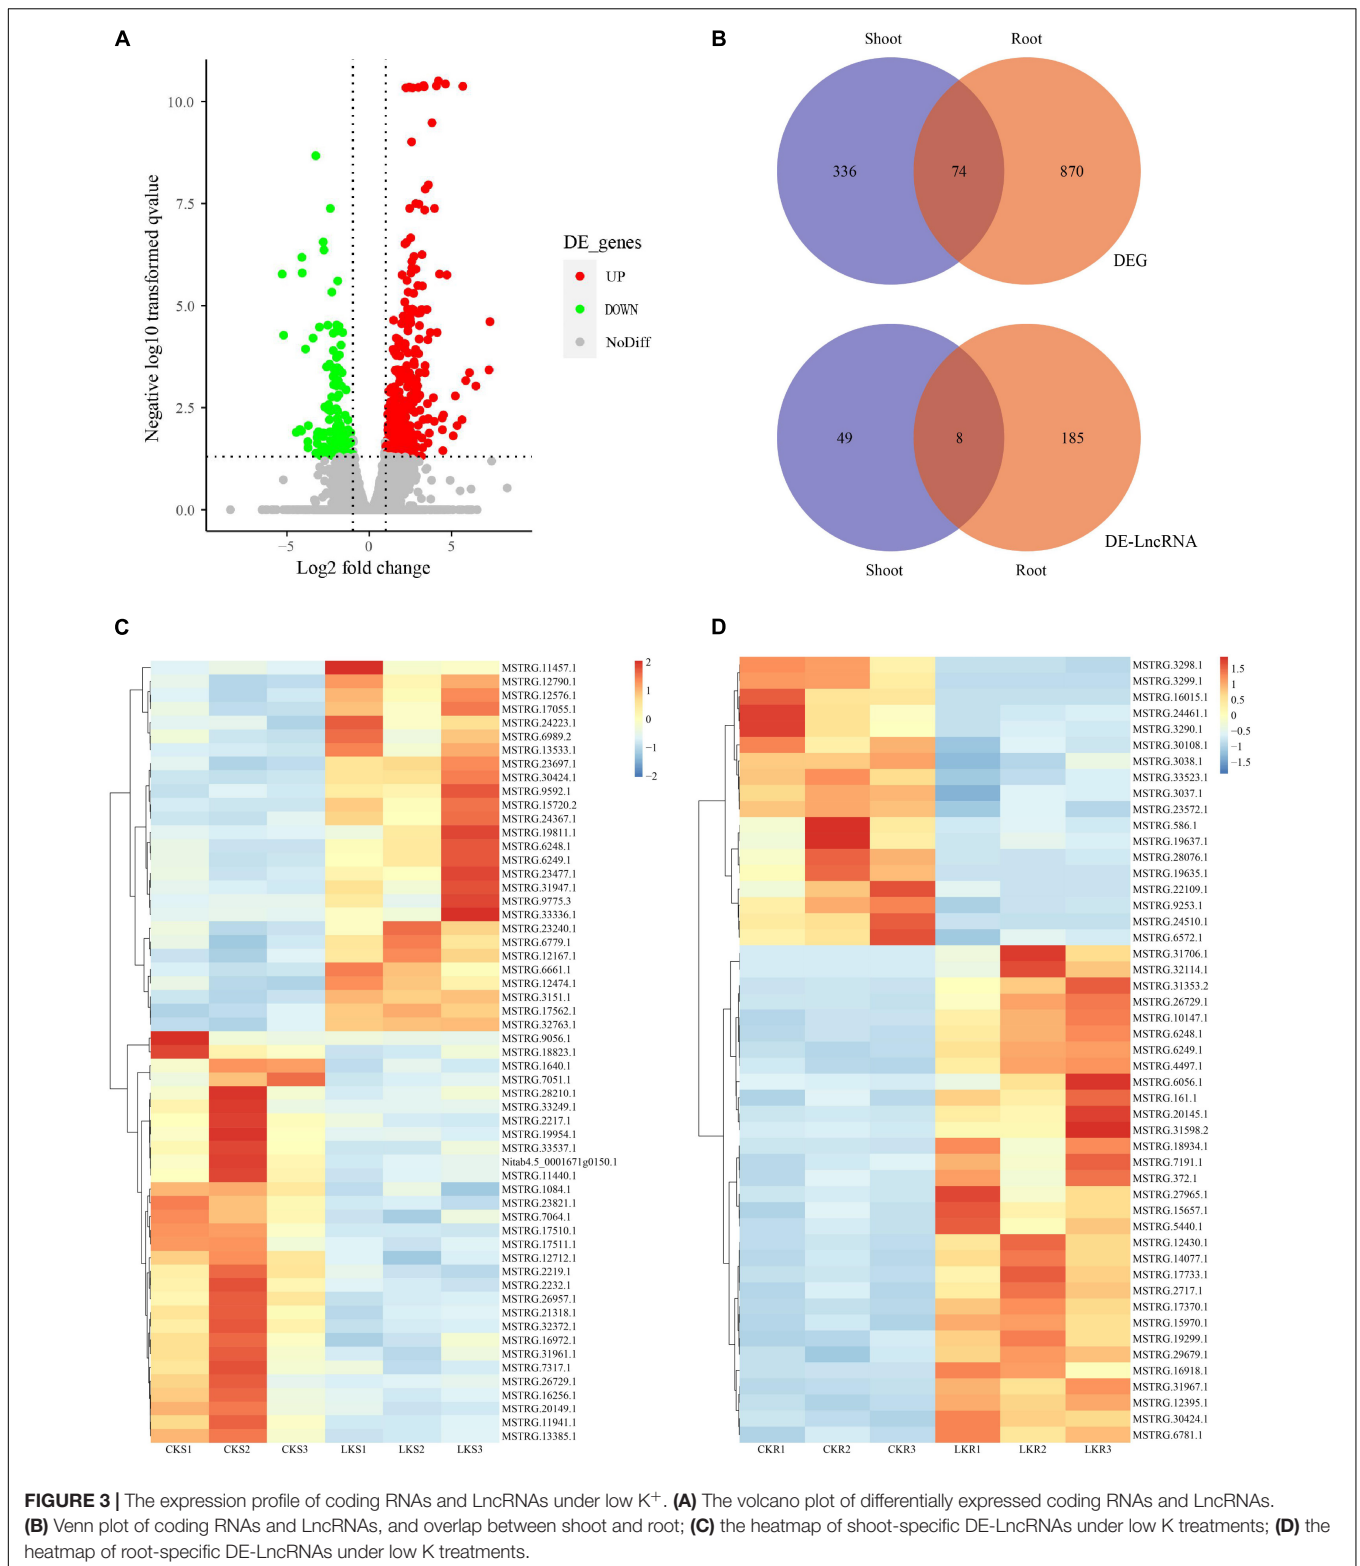 A
Negative log10 transformed qvalue
10.0
7.5
5.0
2.5
0.0
−5
0
5
Log2 fold change
DE_genes
UP
DOWN
NoDiff
B
Shoot
Root
336
74
870
DEG
49
8
185
DE-LncRNA
Shoot
Root
C
MSTRG.11457.1
MSTRG.12790.1
MSTRG.12576.1
MSTRG.17055.1
MSTRG.24223.1
MSTRG.6989.2
MSTRG.13533.1
MSTRG.23697.1
MSTRG.30424.1
MSTRG.9592.1
MSTRG.15720.2
MSTRG.24367.1
MSTRG.19811.1
MSTRG.6248.1
MSTRG.6249.1
MSTRG.23477.1
MSTRG.31947.1
MSTRG.9775.3
MSTRG.33336.1
MSTRG.23240.1
MSTRG.6779.1
MSTRG.12167.1
MSTRG.6661.1
MSTRG.12474.1
MSTRG.3151.1
MSTRG.17562.1
MSTRG.32763.1
MSTRG.9056.1
MSTRG.18823.1
MSTRG.1640.1
MSTRG.7051.1
MSTRG.28210.1
MSTRG.33249.1
MSTRG.2217.1
MSTRG.19954.1
MSTRG.33537.1
Nitab4.5_0001671g0150.1
MSTRG.11440.1
MSTRG.1084.1
MSTRG.23821.1
MSTRG.7064.1
MSTRG.17510.1
MSTRG.17511.1
MSTRG.12712.1
MSTRG.2219.1
MSTRG.2232.1
MSTRG.26957.1
MSTRG.21318.1
MSTRG.32372.1
MSTRG.16972.1
MSTRG.31961.1
MSTRG.7317.1
MSTRG.26729.1
MSTRG.16256.1
MSTRG.20149.1
MSTRG.11941.1
MSTRG.13385.1
CKS1 CKS2 CKS3 LKS1 LKS2 LKS3
2
1
0
−1
−2
D
MSTRG.3298.1
MSTRG.3299.1
MSTRG.16015.1
MSTRG.24461.1
MSTRG.3290.1
MSTRG.30108.1
MSTRG.3038.1
MSTRG.33523.1
MSTRG.3037.1
MSTRG.23572.1
MSTRG.586.1
MSTRG.19637.1
MSTRG.28076.1
MSTRG.19635.1
MSTRG.22109.1
MSTRG.9253.1
MSTRG.24510.1
MSTRG.6572.1
MSTRG.31706.1
MSTRG.32114.1
MSTRG.31353.2
MSTRG.26729.1
MSTRG.10147.1
MSTRG.6248.1
MSTRG.6249.1
MSTRG.4497.1
MSTRG.6056.1
MSTRG.161.1
MSTRG.20145.1
MSTRG.31598.2
MSTRG.18934.1
MSTRG.7191.1
MSTRG.372.1
MSTRG.27965.1
MSTRG.15657.1
MSTRG.5440.1
MSTRG.12430.1
MSTRG.14077.1
MSTRG.17733.1
MSTRG.2717.1
MSTRG.17370.1
MSTRG.15970.1
MSTRG.19299.1
MSTRG.29679.1
MSTRG.16918.1
MSTRG.31967.1
MSTRG.12395.1
MSTRG.30424.1
MSTRG.6781.1
CKR1 CKR2 CKR3 LKR1 LKR2 LKR3
1.5
1
0.5
0
−0.5
−1
−1.5
FIGURE 3 | The expression profile of coding RNAs and LncRNAs under low K⁺. (A) The volcano plot of differentially expressed coding RNAs and LncRNAs.
(B) Venn plot of coding RNAs and LncRNAs, and overlap between shoot and root; (C) the heatmap of shoot-specific DE-LncRNAs under low K treatments; (D) the
heatmap of root-specific DE-LncRNAs under low K treatments.